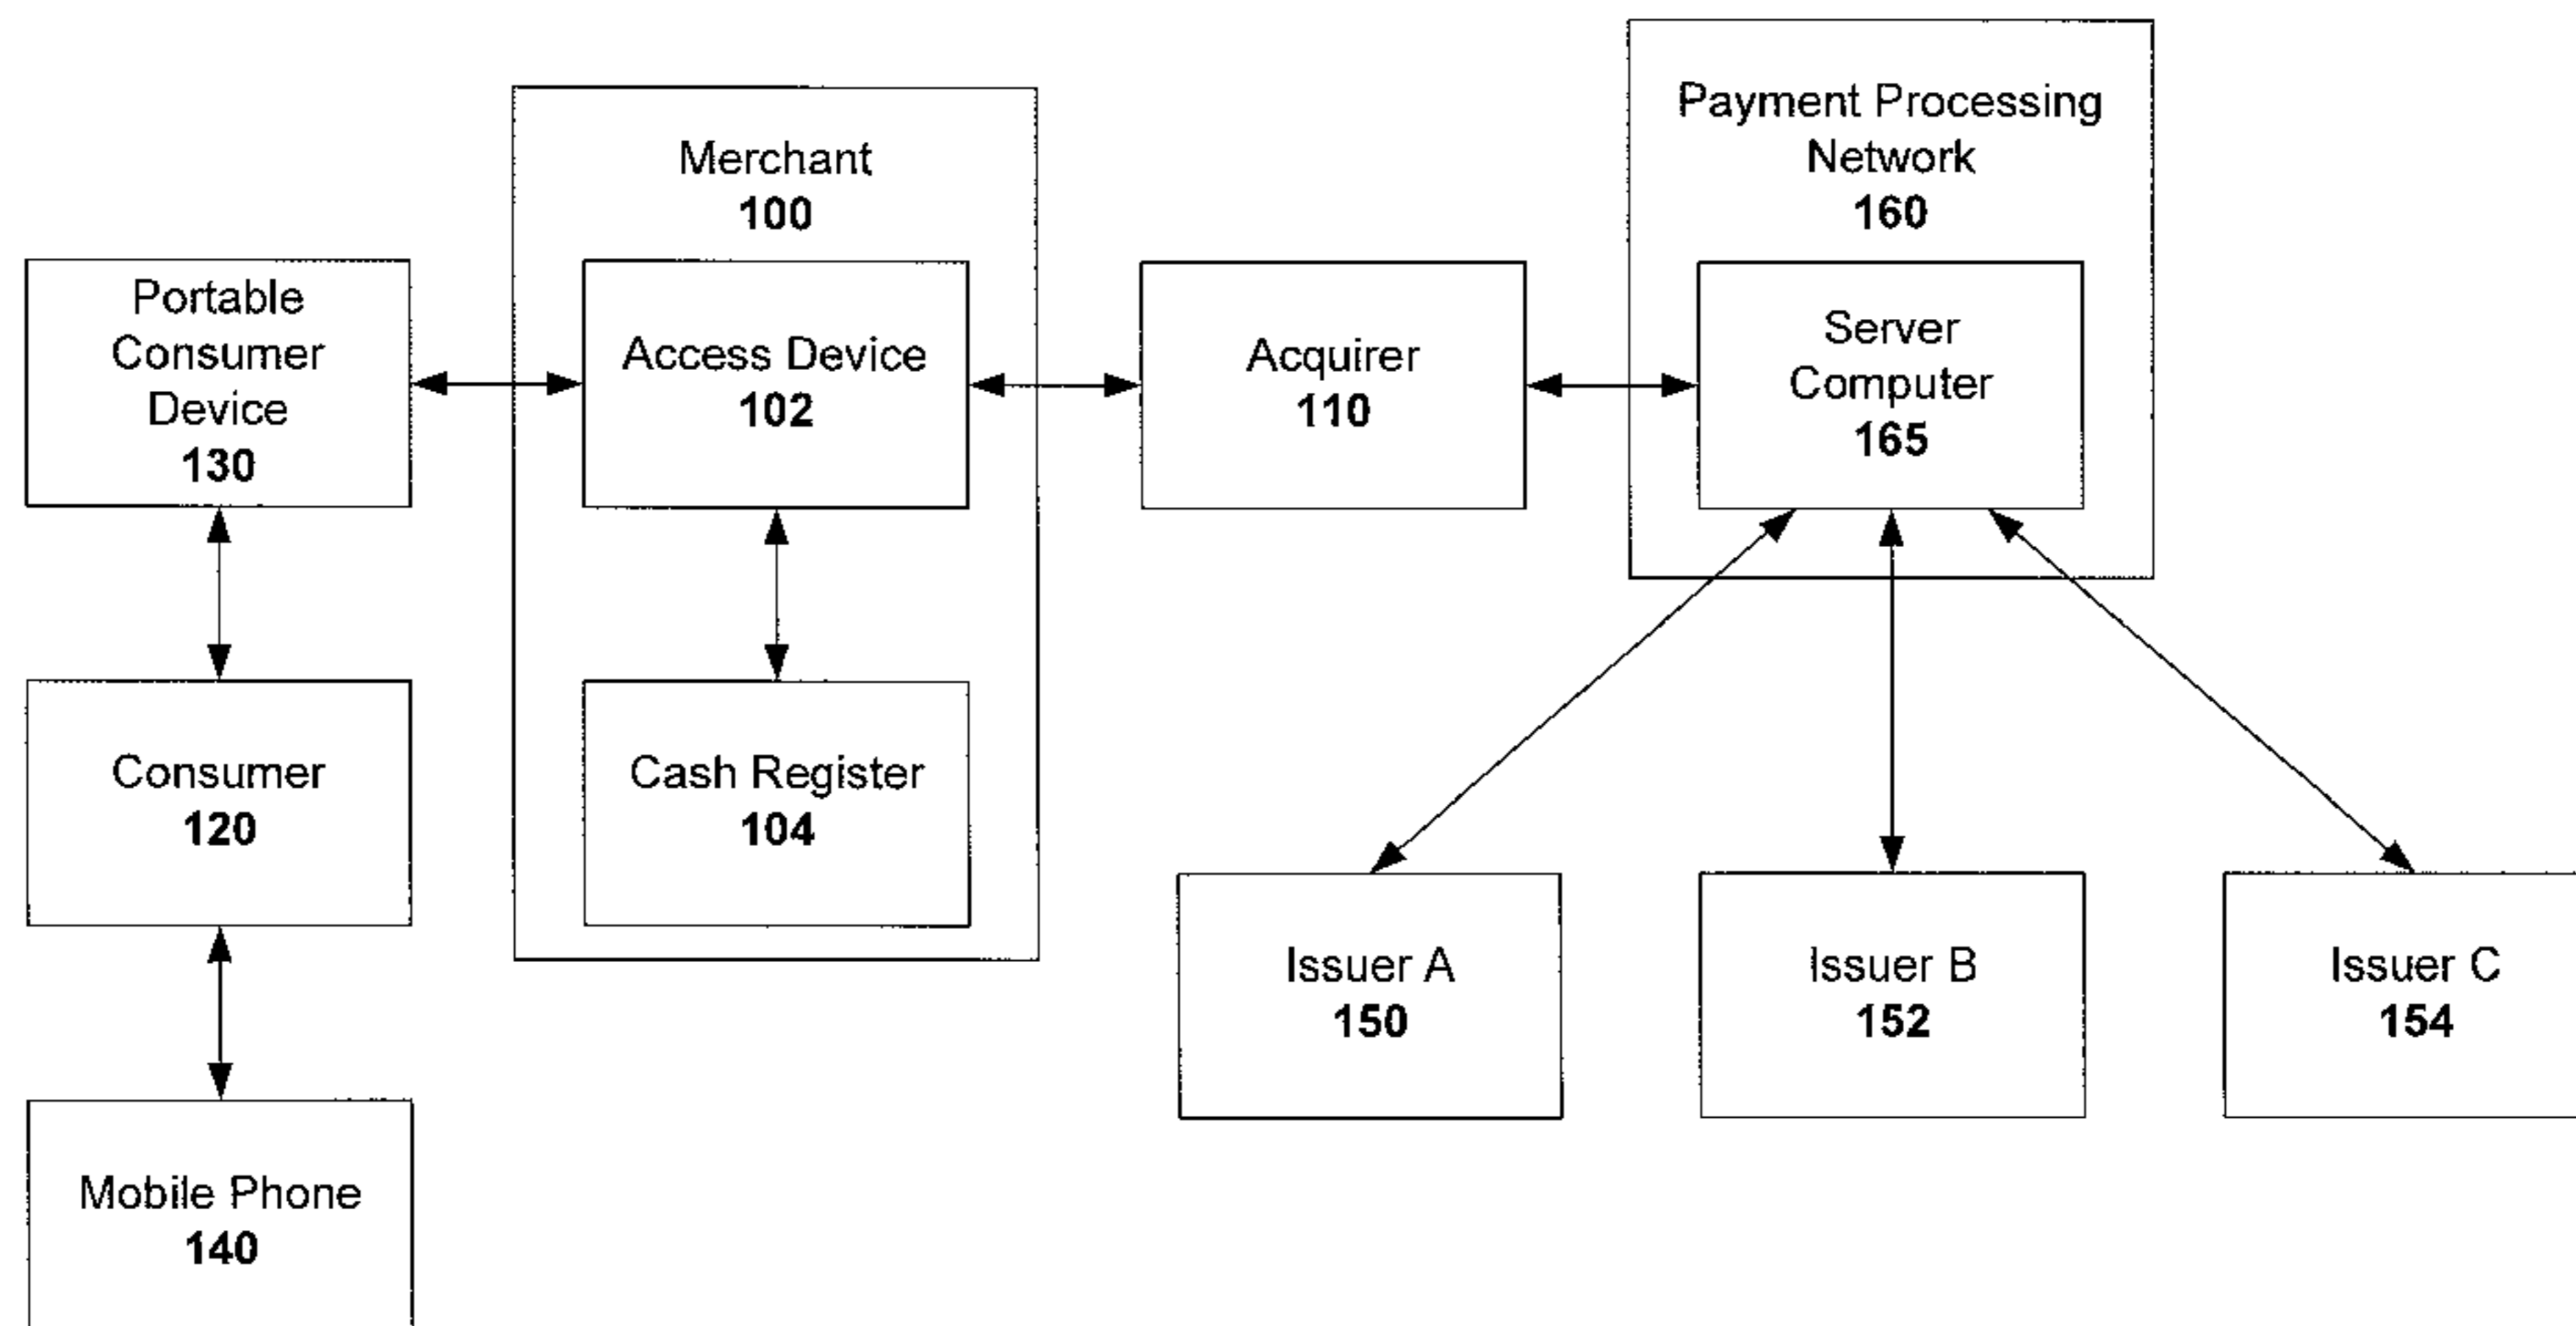 Payment Processing
Network
160
Merchant
100
Portable
Consumer
Device
130
Access Device
102
Acquirer
110
Server
Computer
165
Consumer
120
Cash Register
104
Issuer A
150
Issuer B
152
Issuer C
154
Mobile Phone
140